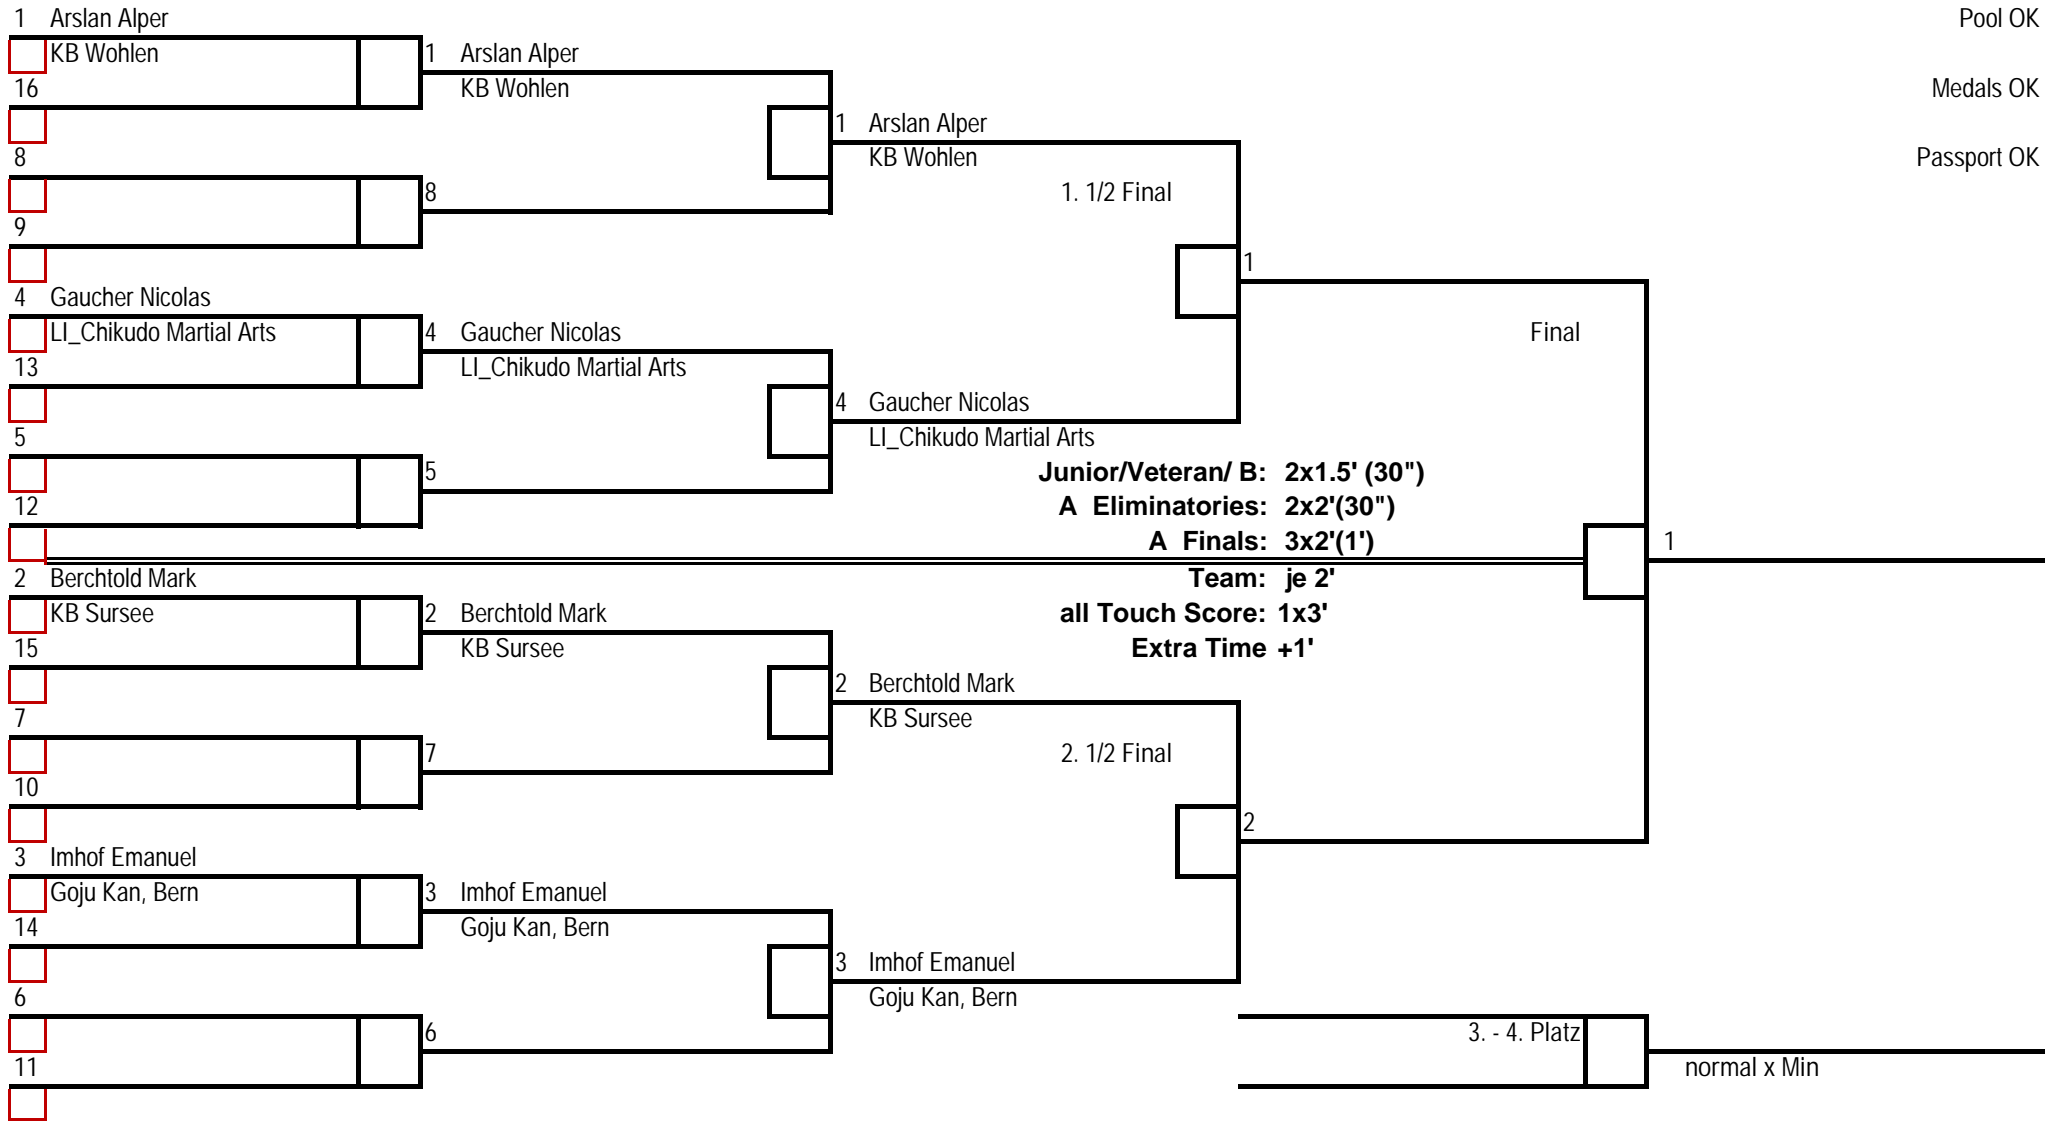 1 Arslan Alper Pool OK
KB Wohlen 1 Arslan Alper
16 KB Wohlen Medals OK
1 Arslan Alper
8 KB Wohlen Passport OK
8 1. 1/2 Final
9
1
4 Gaucher Nicolas
LI_Chikudo Martial Arts 4 Gaucher Nicolas Final
13 LI_Chikudo Martial Arts
4 Gaucher Nicolas
5 LI_Chikudo Martial Arts
5 Junior/Veteran/ B: 2x1.5' (30")
12 A Eliminatories: 2x2'(30")
A Finals: 3x2'(1') 1
2 Berchtold Mark Team: je 2'
KB Sursee 2 Berchtold Mark all Touch Score: 1x3'
15 KB Sursee Extra Time +1'
2 Berchtold Mark
7 KB Sursee
7 2. 1/2 Final
10
2
3 Imhof Emanuel
Goju Kan, Bern 3 Imhof Emanuel
14 Goju Kan, Bern
3 Imhof Emanuel
6 Goju Kan, Bern
6 3. - 4. Platz
11 normal x Min